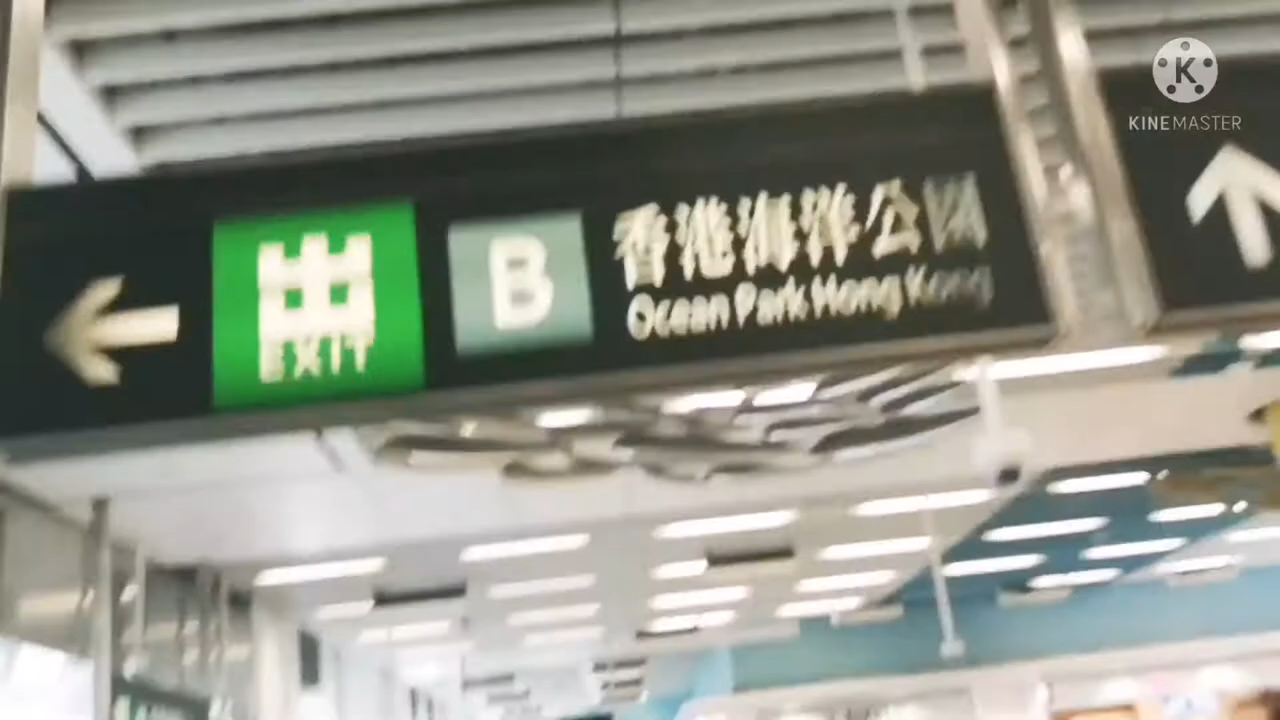 出
EXIT
B
香港海洋公園
Ocean Park Hong Kong
K
KINEMASTER